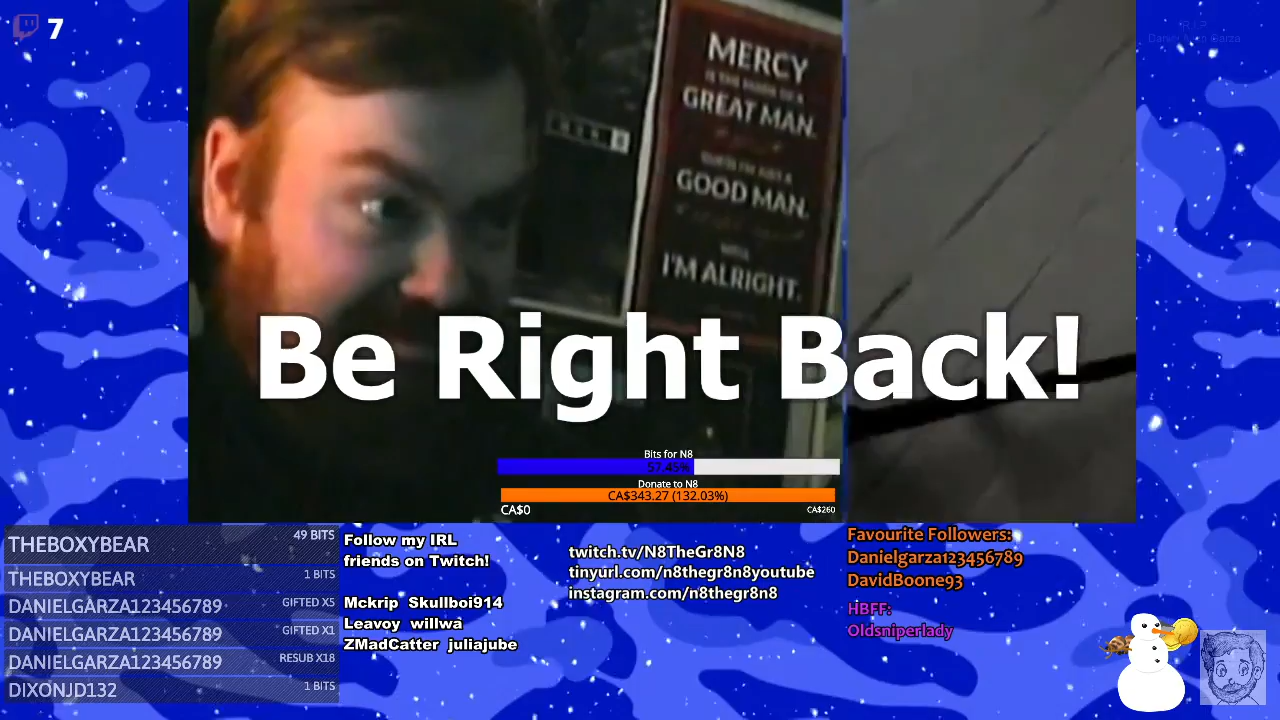 7
R.I.P
MERCY
IS THE MARK OF A
GREAT MAN.
GUESS I'M JUST A
GOOD MAN.
WELL
I'M ALRIGHT.
Be Right Back!
Bits for N8
57.45%
Donate to N8
CA$343.27 (132.03%)
CA$0
CA$260
THEBOXYBEAR 49 BITS
THEBOXYBEAR 1 BITS
DANIELGARZA123456789 GIFTED X5
DANIELGARZA123456789 GIFTED X1
DANIELGARZA123456789 RESUB X18
DIXONJD132 1 BITS
Follow my IRL
friends on Twitch!
Mckrip Skullboi914
Leavoy willwa
ZMadCatter juliajube
twitch.tv/N8TheGr8N8
tinyurl.com/n8thegr8n8youtube
instagram.com/n8thegr8n8
Favourite Followers:
Danielgarza123456789
DavidBoone93
HBFF:
Oldsniperlady